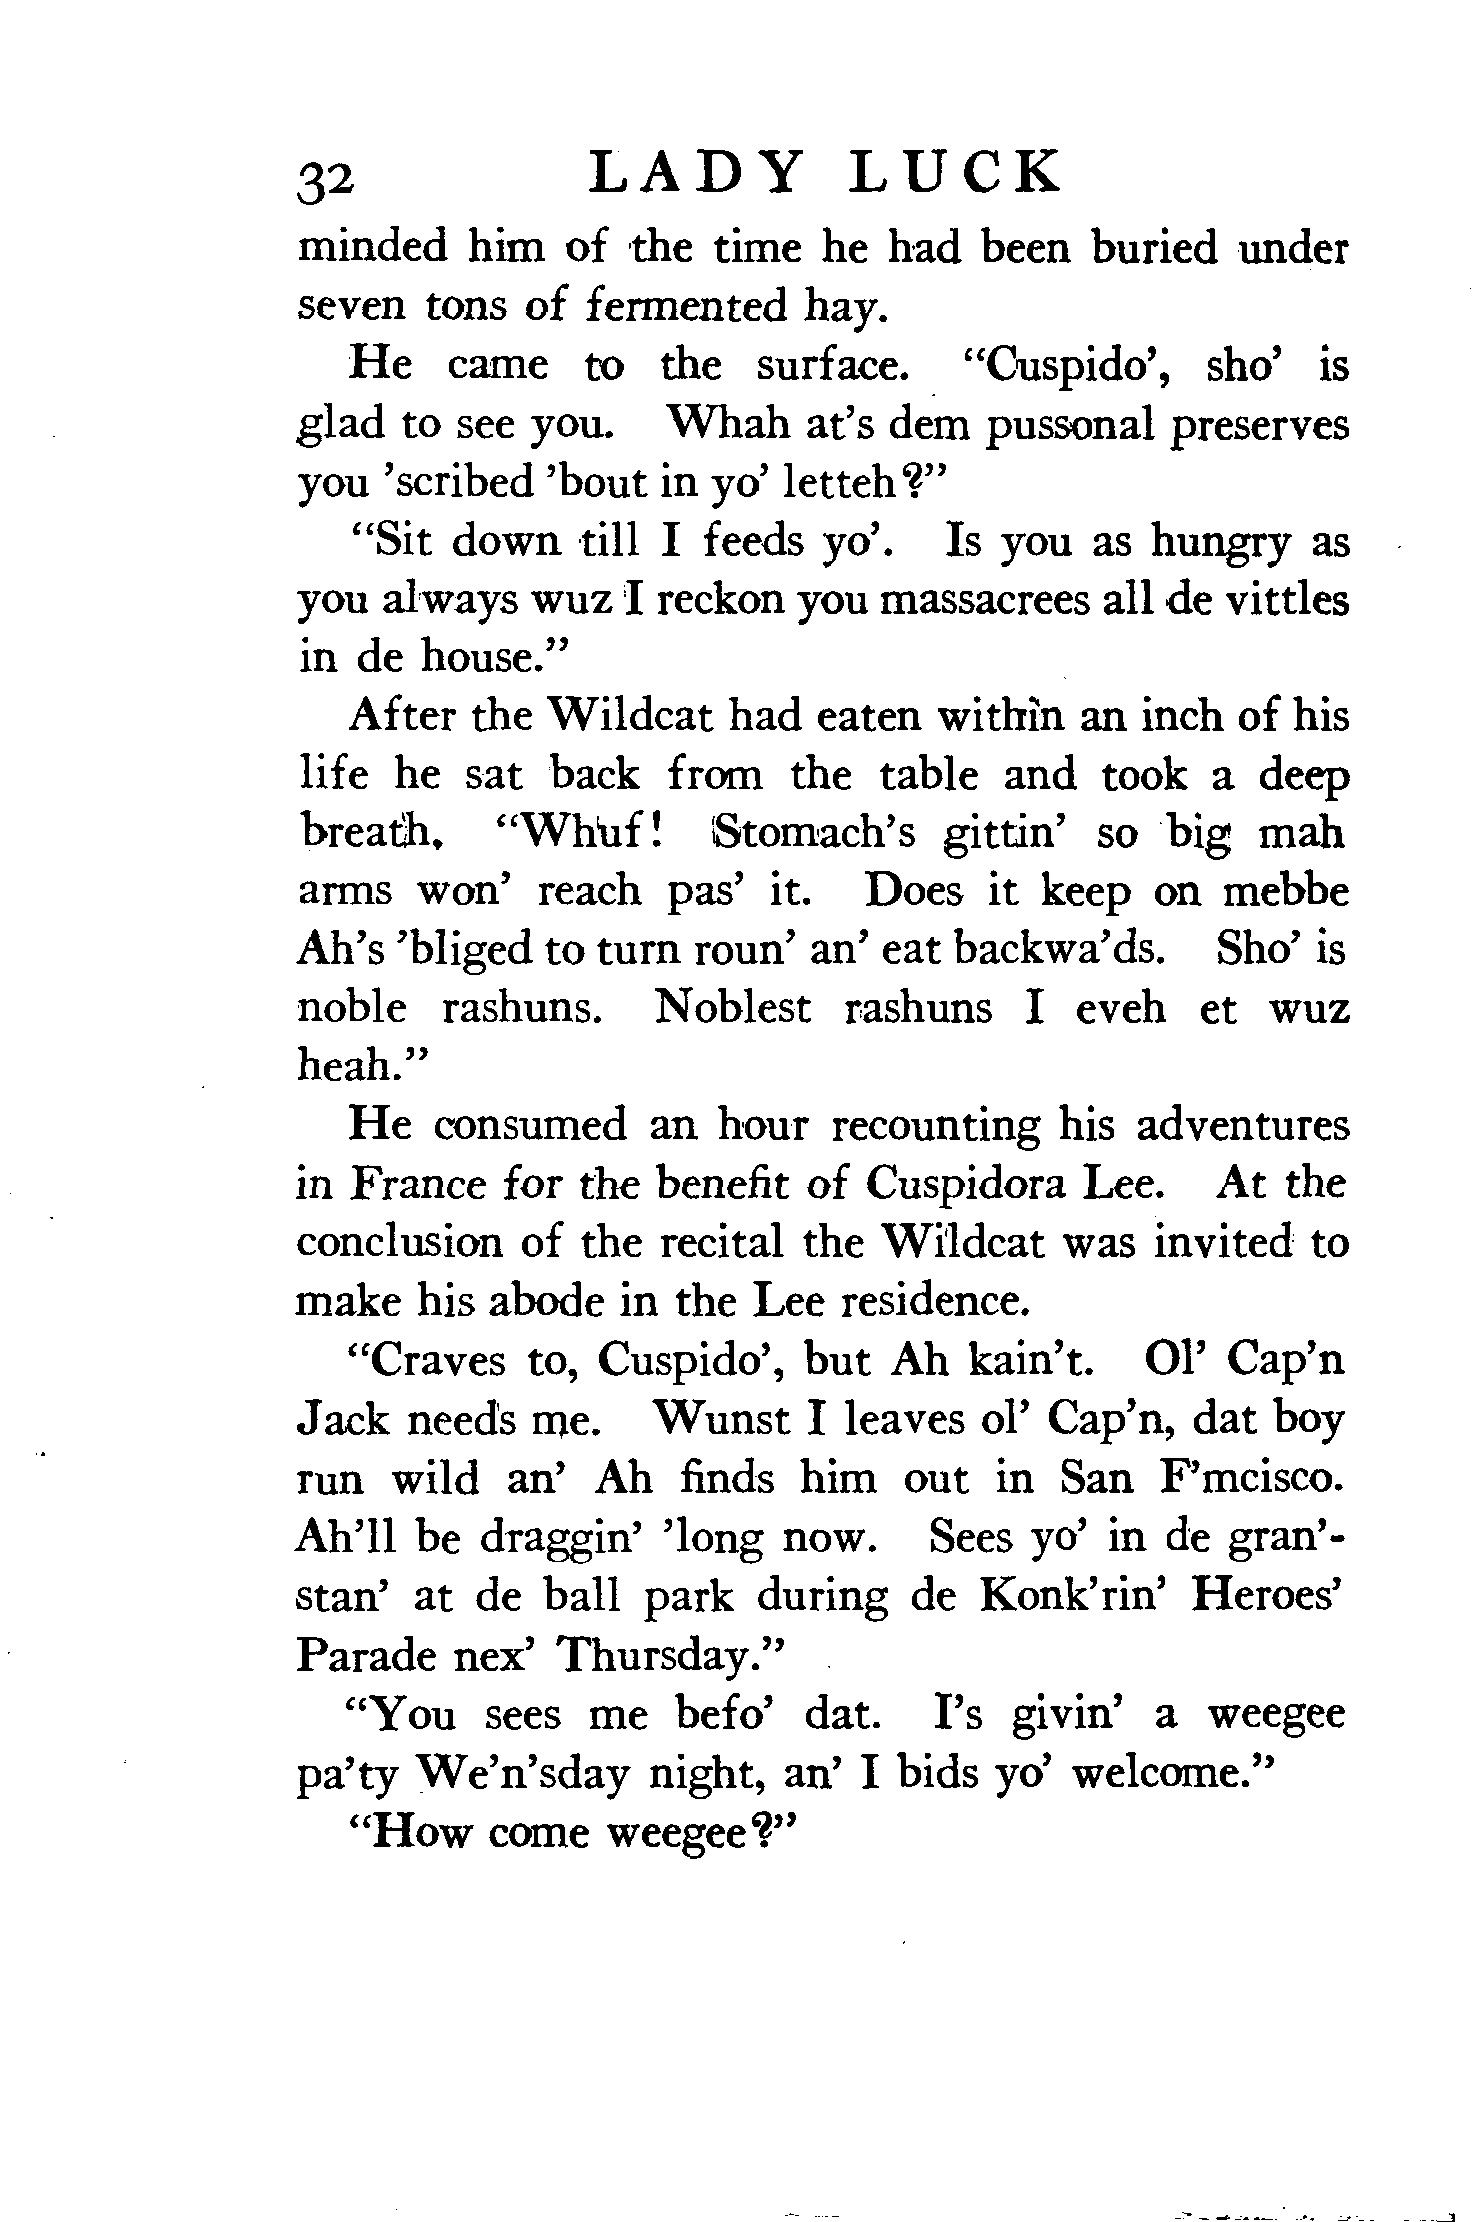 32 LADY LUCK
minded him of the time he had been buried under
seven tons of fermented hay.
He came to the surface. “Cuspido’, sho’ is
glad to see you. Whah at’s dem pussonal preserves
you ’scribed ’bout in yo’ letteh?”
“Sit down till I feeds yo’. Is you as hungry as
you always wuz I reckon you massacrees all de vittles
in de house.”
After the Wildcat had eaten within an inch of his
life he sat back from the table and took a deep
breath, “Whuf! Stomach’s gittin’ so big mah
arms won’ reach pas’ it. Does it keep on mebbe
Ah’s ’bliged to turn roun’ an’ eat backwa’ds. Sho’ is
noble rashuns. Noblest rashuns I eveh et wuz
heah.”
He consumed an hour recounting his adventures
in France for the benefit of Cuspidora Lee. At the
conclusion of the recital the Wildcat was invited to
make his abode in the Lee residence.
“Craves to, Cuspido’, but Ah kain’t. Ol’ Cap’n
Jack needs me. Wunst I leaves ol’ Cap’n, dat boy
run wild an’ Ah finds him out in San F’mcisco.
Ah’ll be draggin’ ’long now. Sees yo’ in de gran’-
stan’ at de ball park during de Konk’rin’ Heroes’
Parade nex’ Thursday.”
“You sees me befo’ dat. I’s givin’ a weegee
pa’ty We’n’sday night, an’ I bids yo’ welcome.”
“How come weegee?”